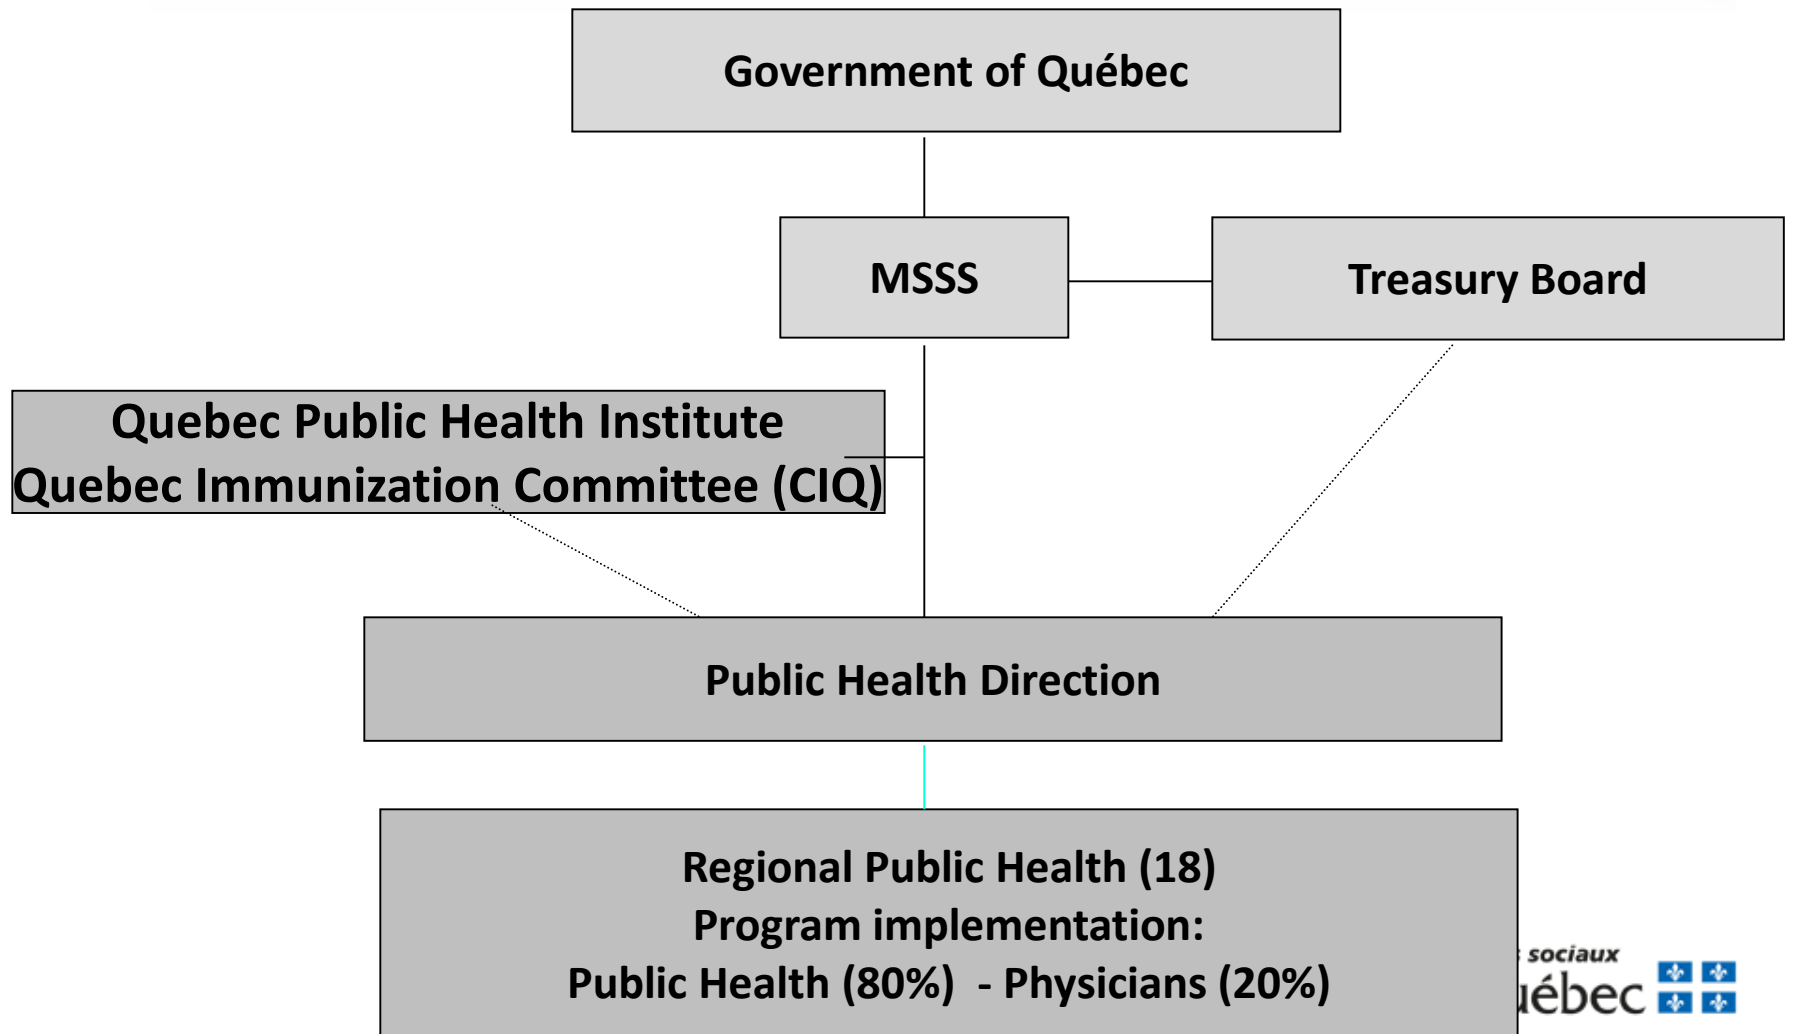 Government of Québec
MSSS
Treasury Board
Quebec Public Health Institute
Quebec Immunization Committee (CIQ)
Public Health Direction
Regional Public Health (18)
Program implementation:
Public Health (80%) - Physicians (20%)
sociaux